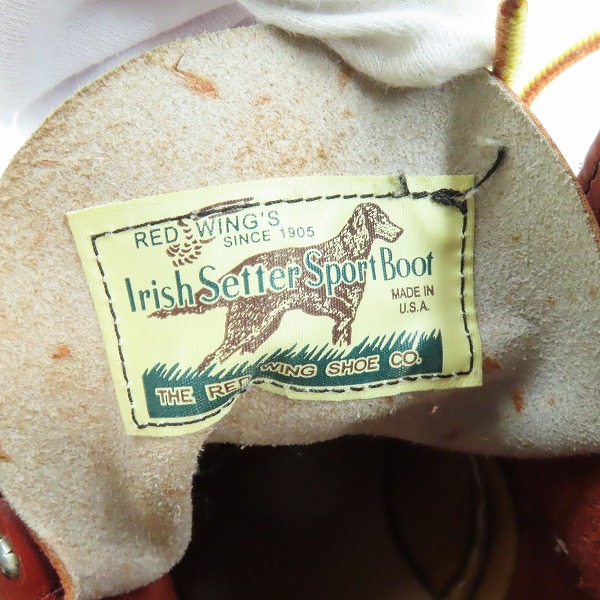 RED WING'S
SINCE 1905
Irish Setter Sport Boot
MADE IN
U.S.A.
THE RED WING SHOE CO.